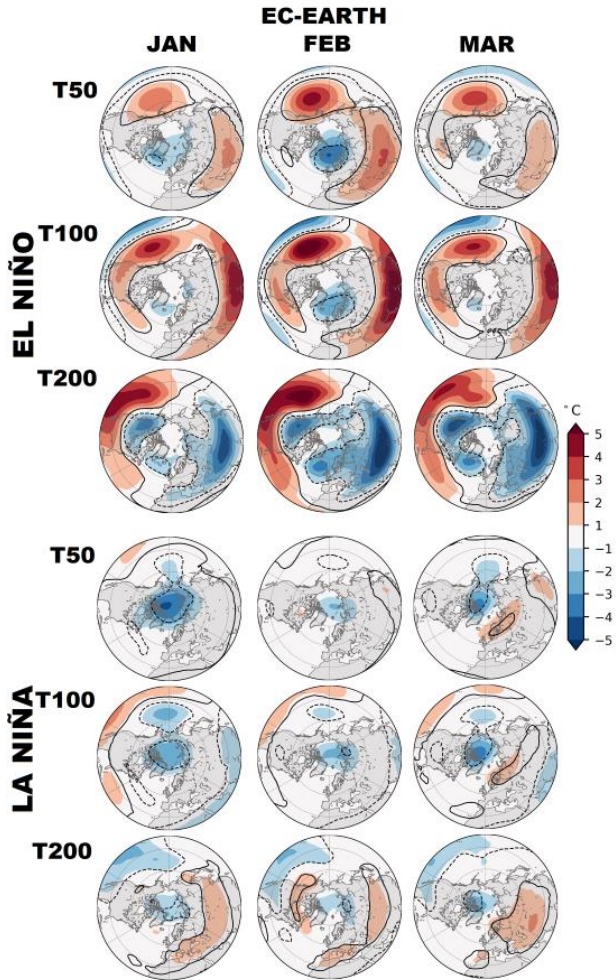 EC-EARTH
JAN FEB MAR
T50
T100
T200
EL NIÑO
T50
T100
T200
LA NIÑA
°C
5
4
3
2
1
−1
−2
−3
−4
−5